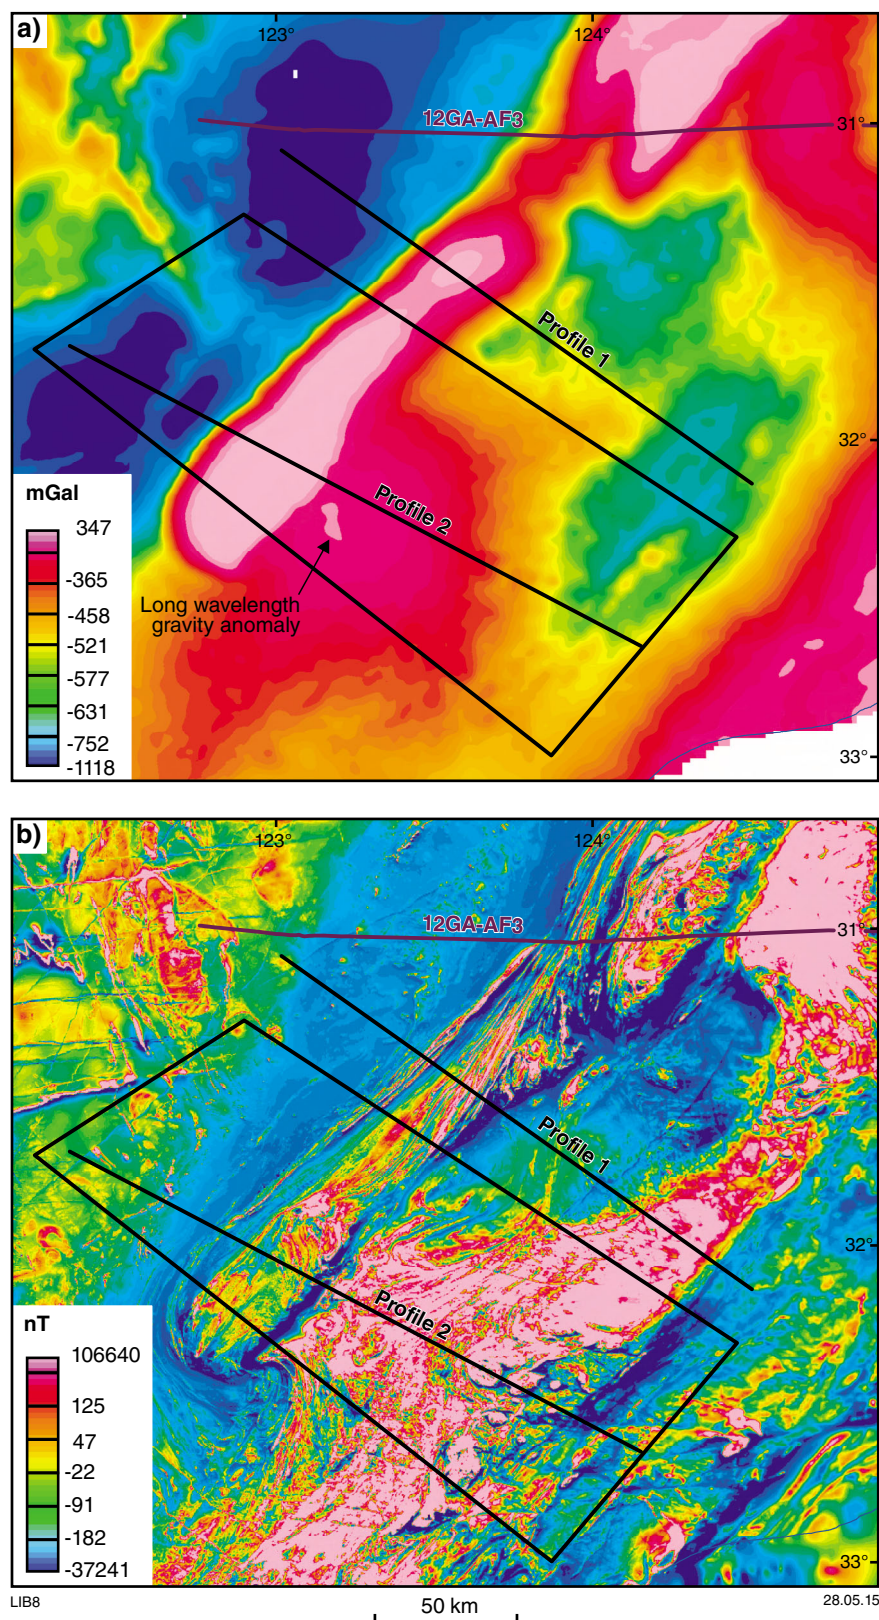 a)
123°
124°
12GA-AF3
31°
Profile 1
32°
Profile 2
mGal
347
-365
-458
-521
-577
-631
-752
-1118
Long wavelength
gravity anomaly
33°
b)
123°
124°
12GA-AF3
31°
Profile 1
32°
Profile 2
nT
106640
125
47
-22
-91
-182
-37241
33°
LIB8
50 km
28.05.15